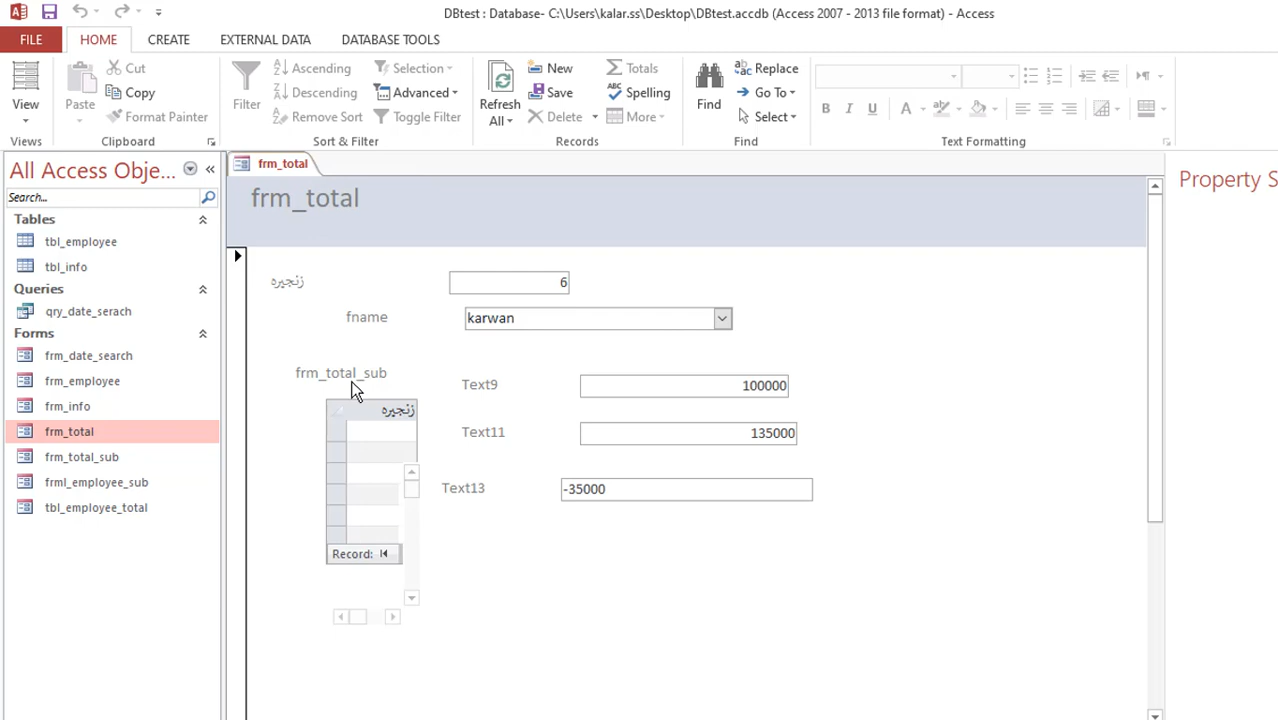 DBtest : Database- C:\Users\kalar.ss\Desktop\DBtest.accdb (Access 2007 - 2013 file format) - Access
FILE HOME CREATE EXTERNAL DATA DATABASE TOOLS
View
Views
Paste
Cut
Copy
Format Painter
Clipboard
Filter
Ascending
Descending
Remove Sort
Selection
Advanced
Toggle Filter
Sort & Filter
Refresh
All
New
Save
Delete
Totals
Spelling
More
Records
Find
Replace
Go To
Select
Find
B I U A
Text Formatting
All Access Obje...
Search...
Tables
tbl_employee
tbl_info
Queries
qry_date_serach
Forms
frm_date_search
frm_employee
frm_info
frm_total
frm_total_sub
frml_employee_sub
tbl_employee_total
frm_total
frm_total
زنجیره 6
fname karwan
frm_total_sub
زنجیره
Record:
Text9 100000
Text11 135000
Text13 -35000
Property S